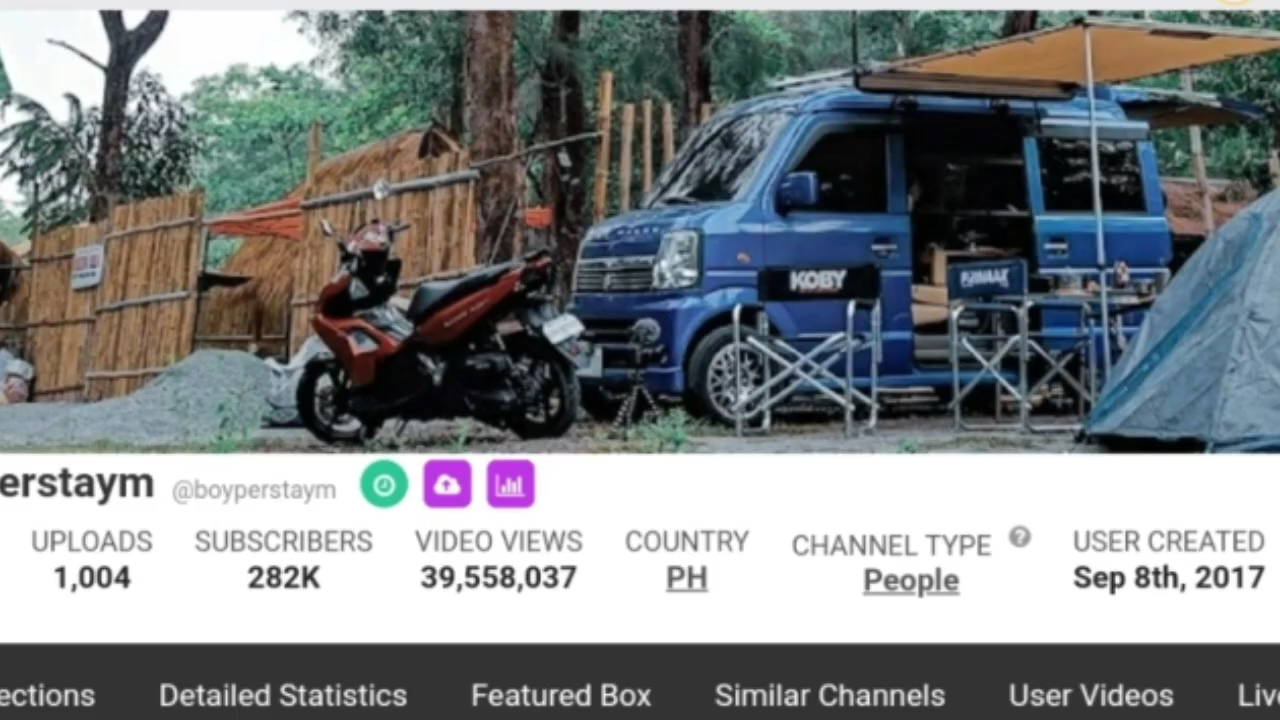 KOBY
erstaym @boyperstaym
UPLOADS SUBSCRIBERS VIDEO VIEWS COUNTRY CHANNEL TYPE ? USER CREATED
1,004 282K 39,558,037 PH People Sep 8th, 2017
ections Detailed Statistics Featured Box Similar Channels User Videos Live